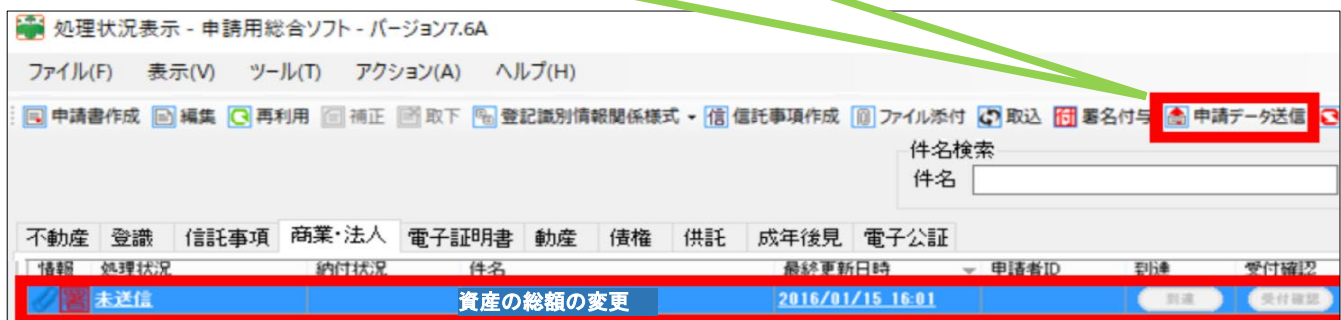 処理状況表示 - 申請用総合ソフト - バージョン7.6A
ファイル(F) 表示(V) ツール(T) アクション(A) ヘルプ(H)
申請書作成 編集 再利用 補正 取下 登記識別情報関係様式 信 信託事項作成 ファイル添付 取込 付 署名付与 申請データ送信
件名検索
件名
不動産 登識 信託事項 商業・法人 電子証明書 動産 債権 供託 成年後見 電子公証
情報 処理状況 納付状況 件名 最終更新日時 申請者ID 到達 受付確認
未送信 資産の総額の変更 2016/01/15 16:01 到達 受付確認